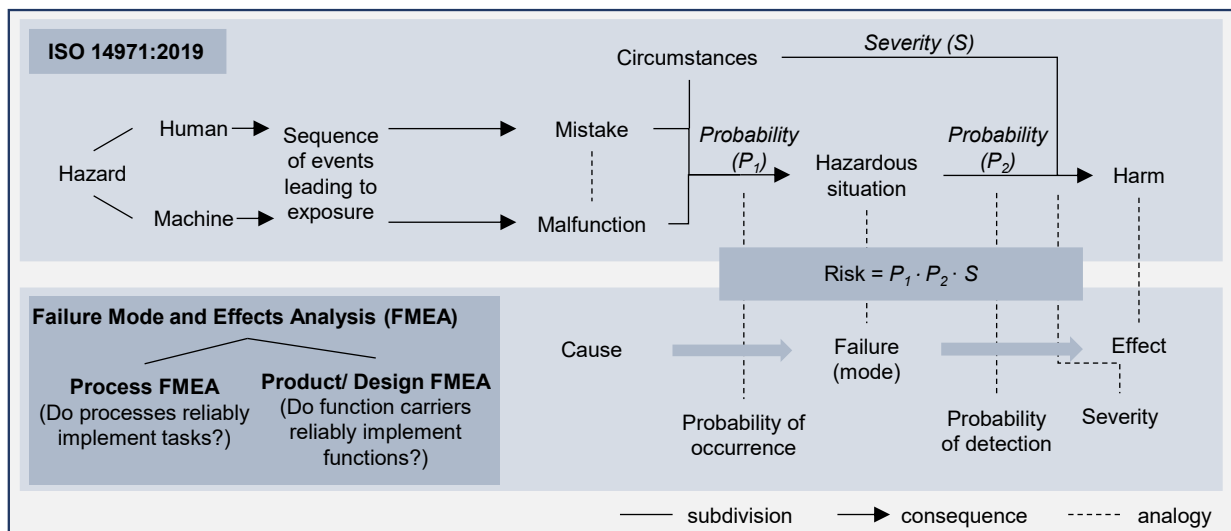 ISO 14971:2019
Severity (S)
Circumstances
Human
Sequence
of events
leading to
exposure
Mistake
Probability
(P1)
Probability
(P2)
Hazard
Hazardous
situation
Harm
Machine
Malfunction
Risk = P1 · P2 · S
Failure Mode and Effects Analysis (FMEA)
Process FMEA
(Do processes reliably
implement tasks?)
Product/ Design FMEA
(Do function carriers
reliably implement
functions?)
Cause
Failure
(mode)
Effect
Probability of
occurrence
Probability
of detection
Severity
subdivision
consequence
analogy